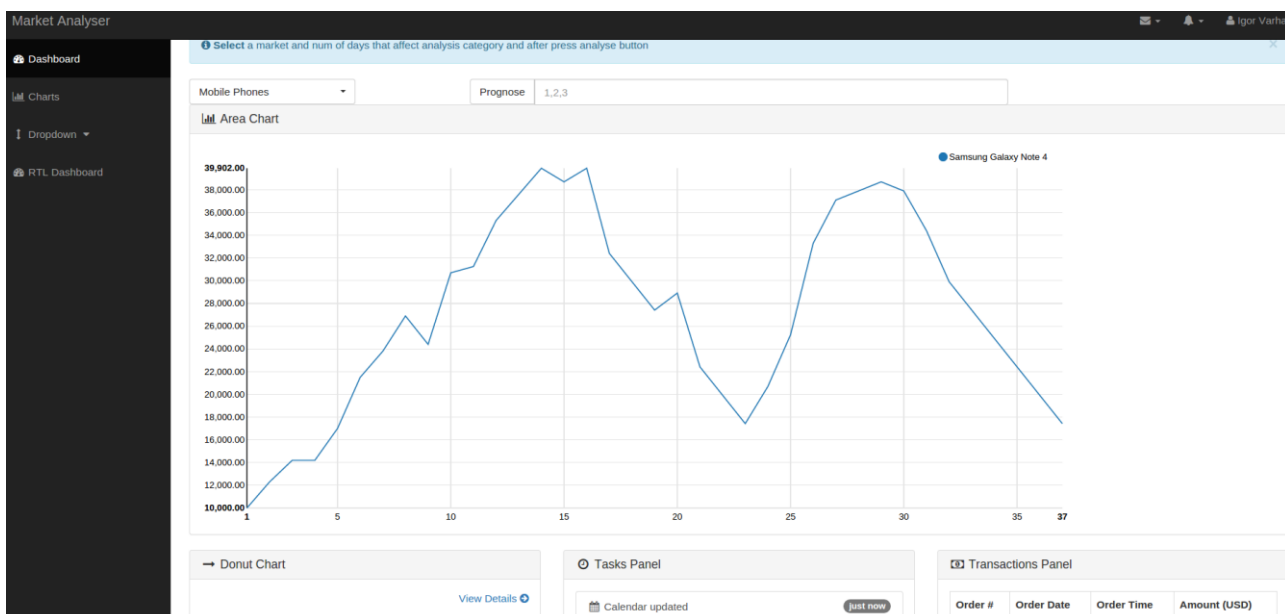 Market Analyser
Igor Varha
Dashboard
Charts
Dropdown
RTL Dashboard
Select a market and num of days that affect analysis category and after press analyse button
×
Mobile Phones
Prognose 1,2,3
Area Chart
Samsung Galaxy Note 4
39,902.00
38,000.00
36,000.00
34,000.00
32,000.00
30,000.00
28,000.00
26,000.00
24,000.00
22,000.00
20,000.00
18,000.00
16,000.00
14,000.00
12,000.00
10,000.00
1 5 10 15 20 25 30 35 37
Donut Chart
View Details
Tasks Panel
Calendar updated just now
Transactions Panel
Order # Order Date Order Time Amount (USD)